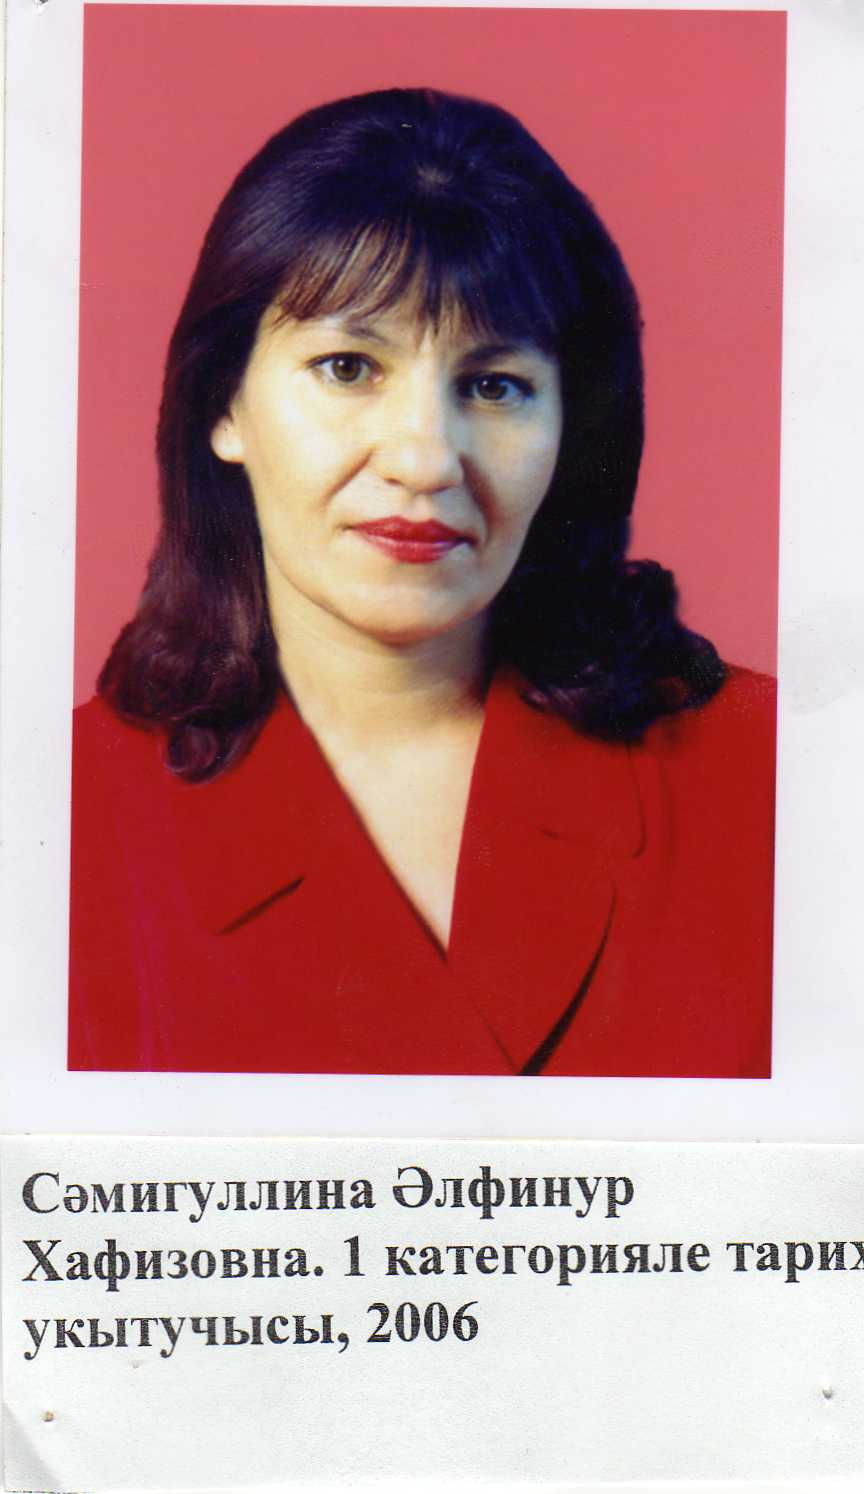 Сәмигуллина Әлфинур
Хафизовна. 1 категорияле тарих
укытучысы, 2006